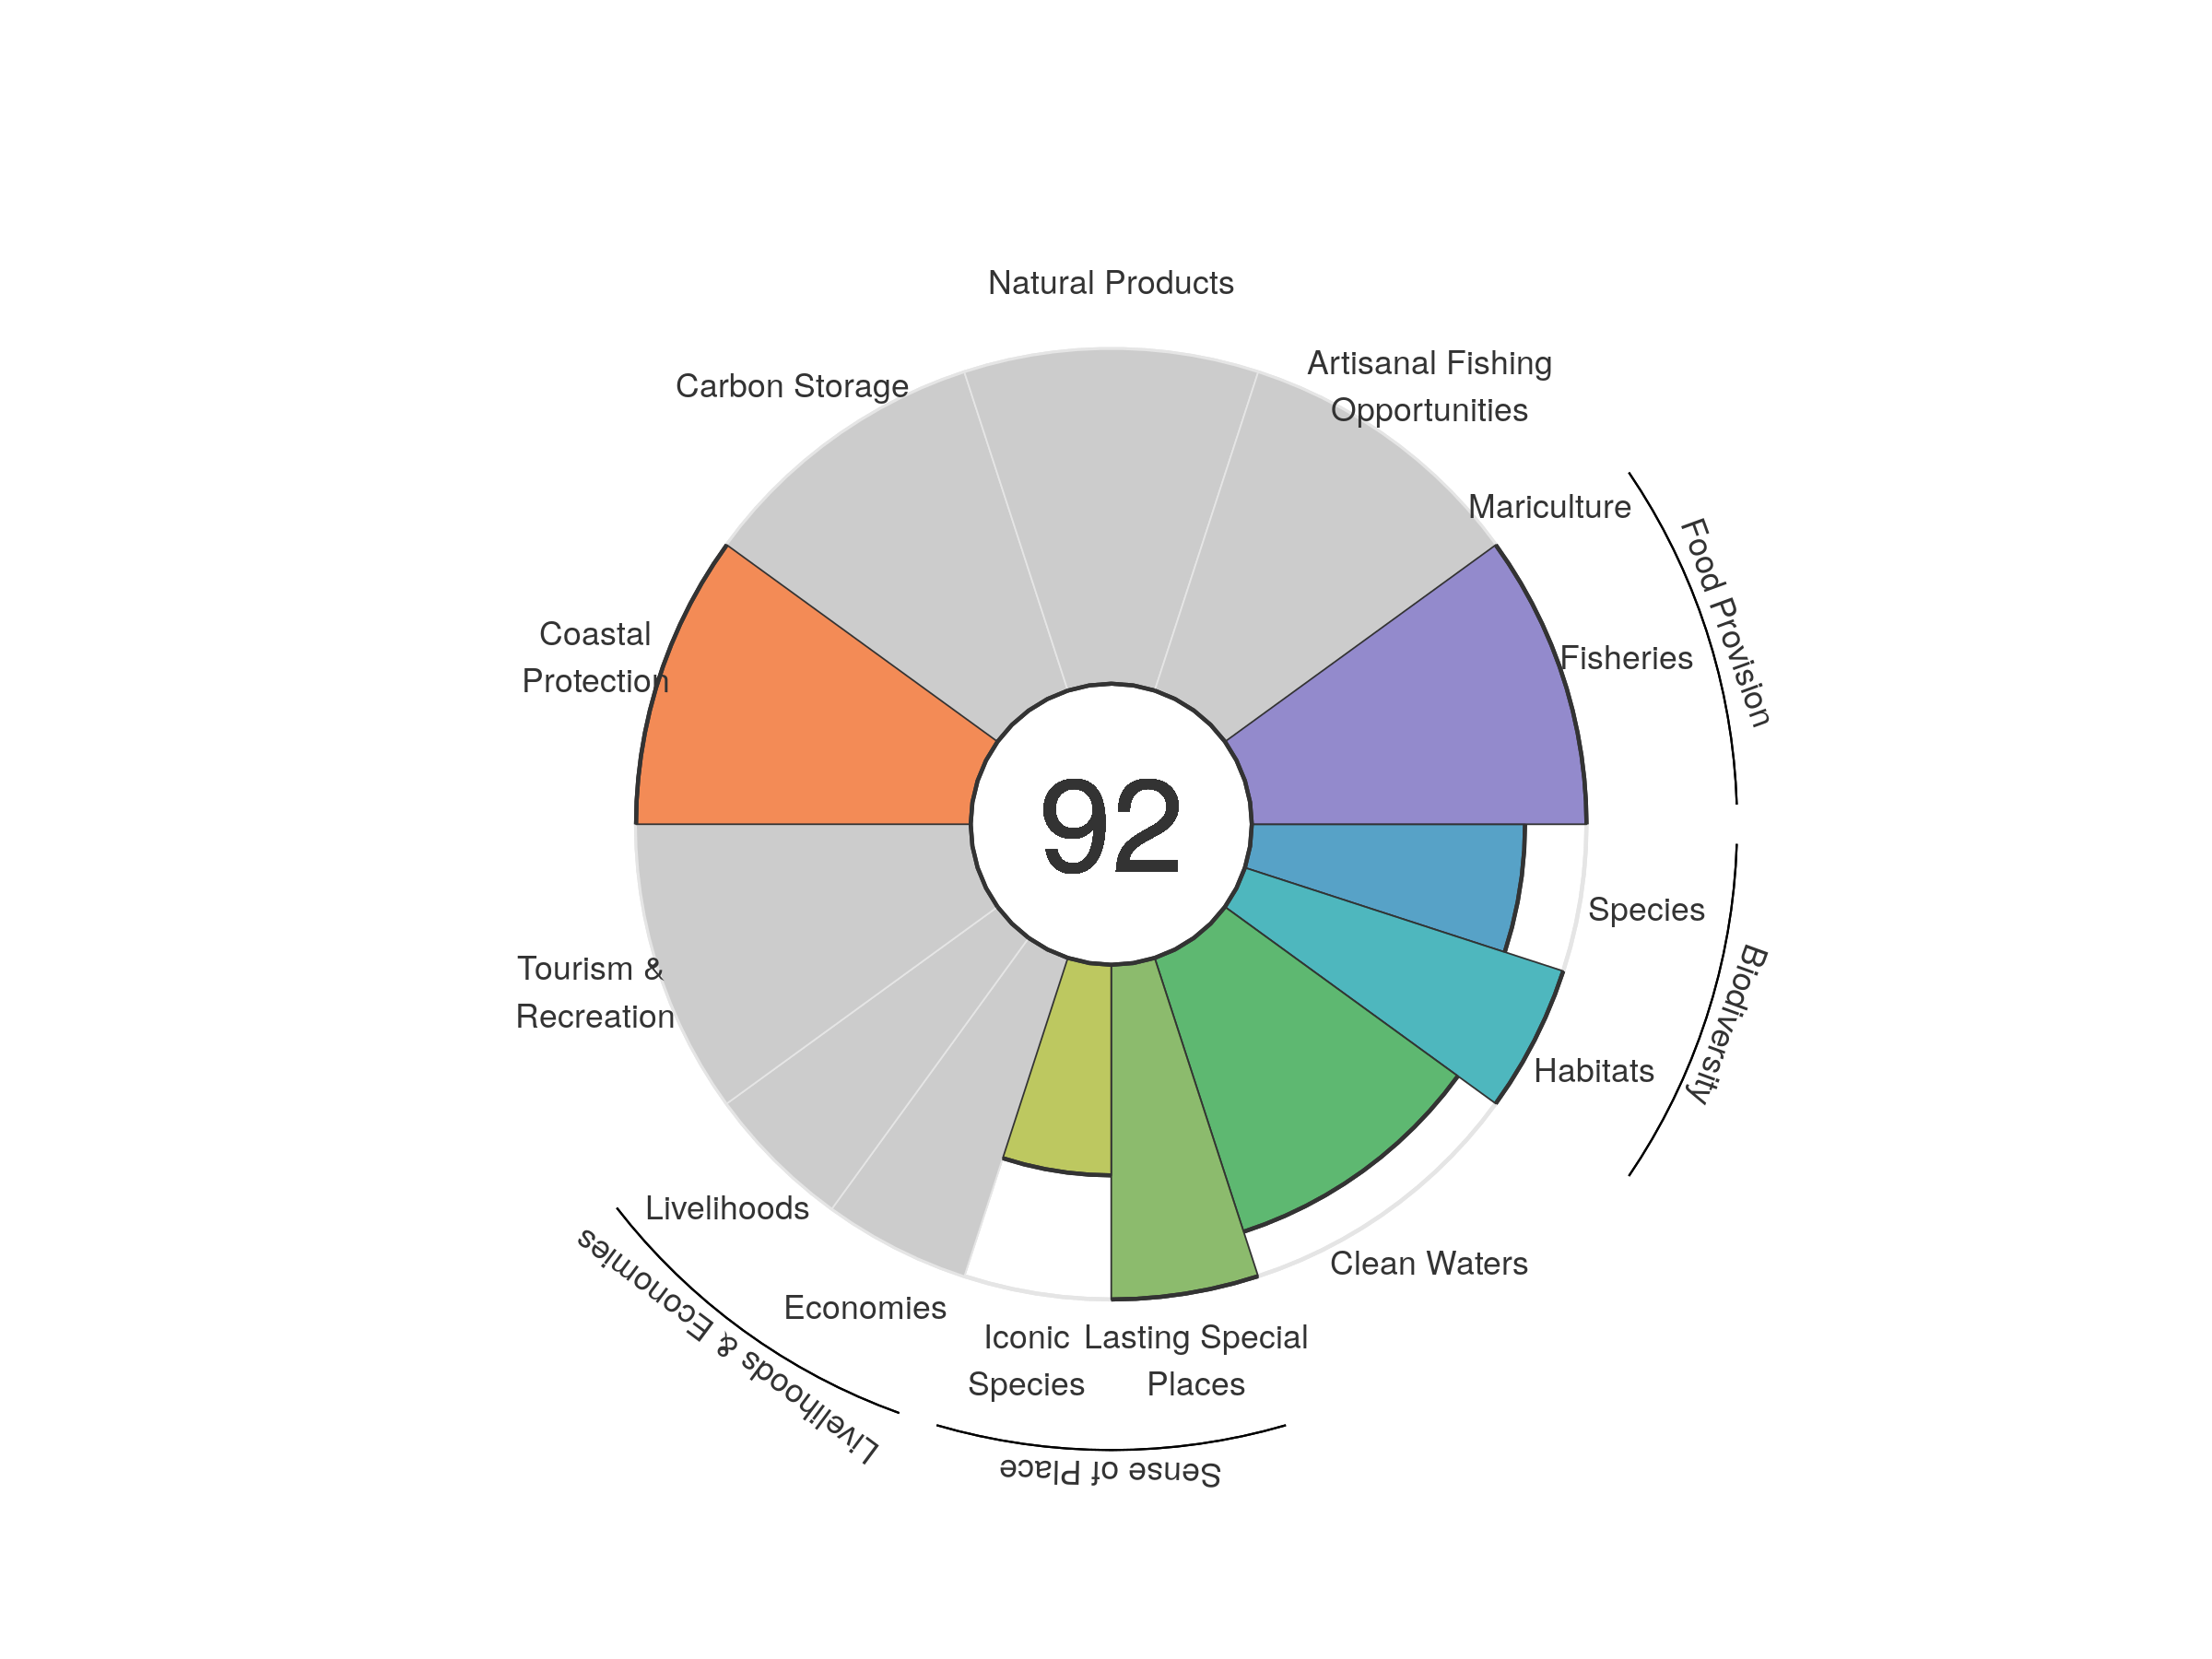 Natural Products
Artisanal Fishing
Opportunities
Carbon Storage
Mariculture
Food Provision
Fisheries
Coastal
Protection
92
Species
Biodiversity
Habitats
Tourism &
Recreation
Livelihoods
Livelihoods & Economies
Clean Waters
Economies
Iconic
Species
Lasting Special
Places
Sense of Place